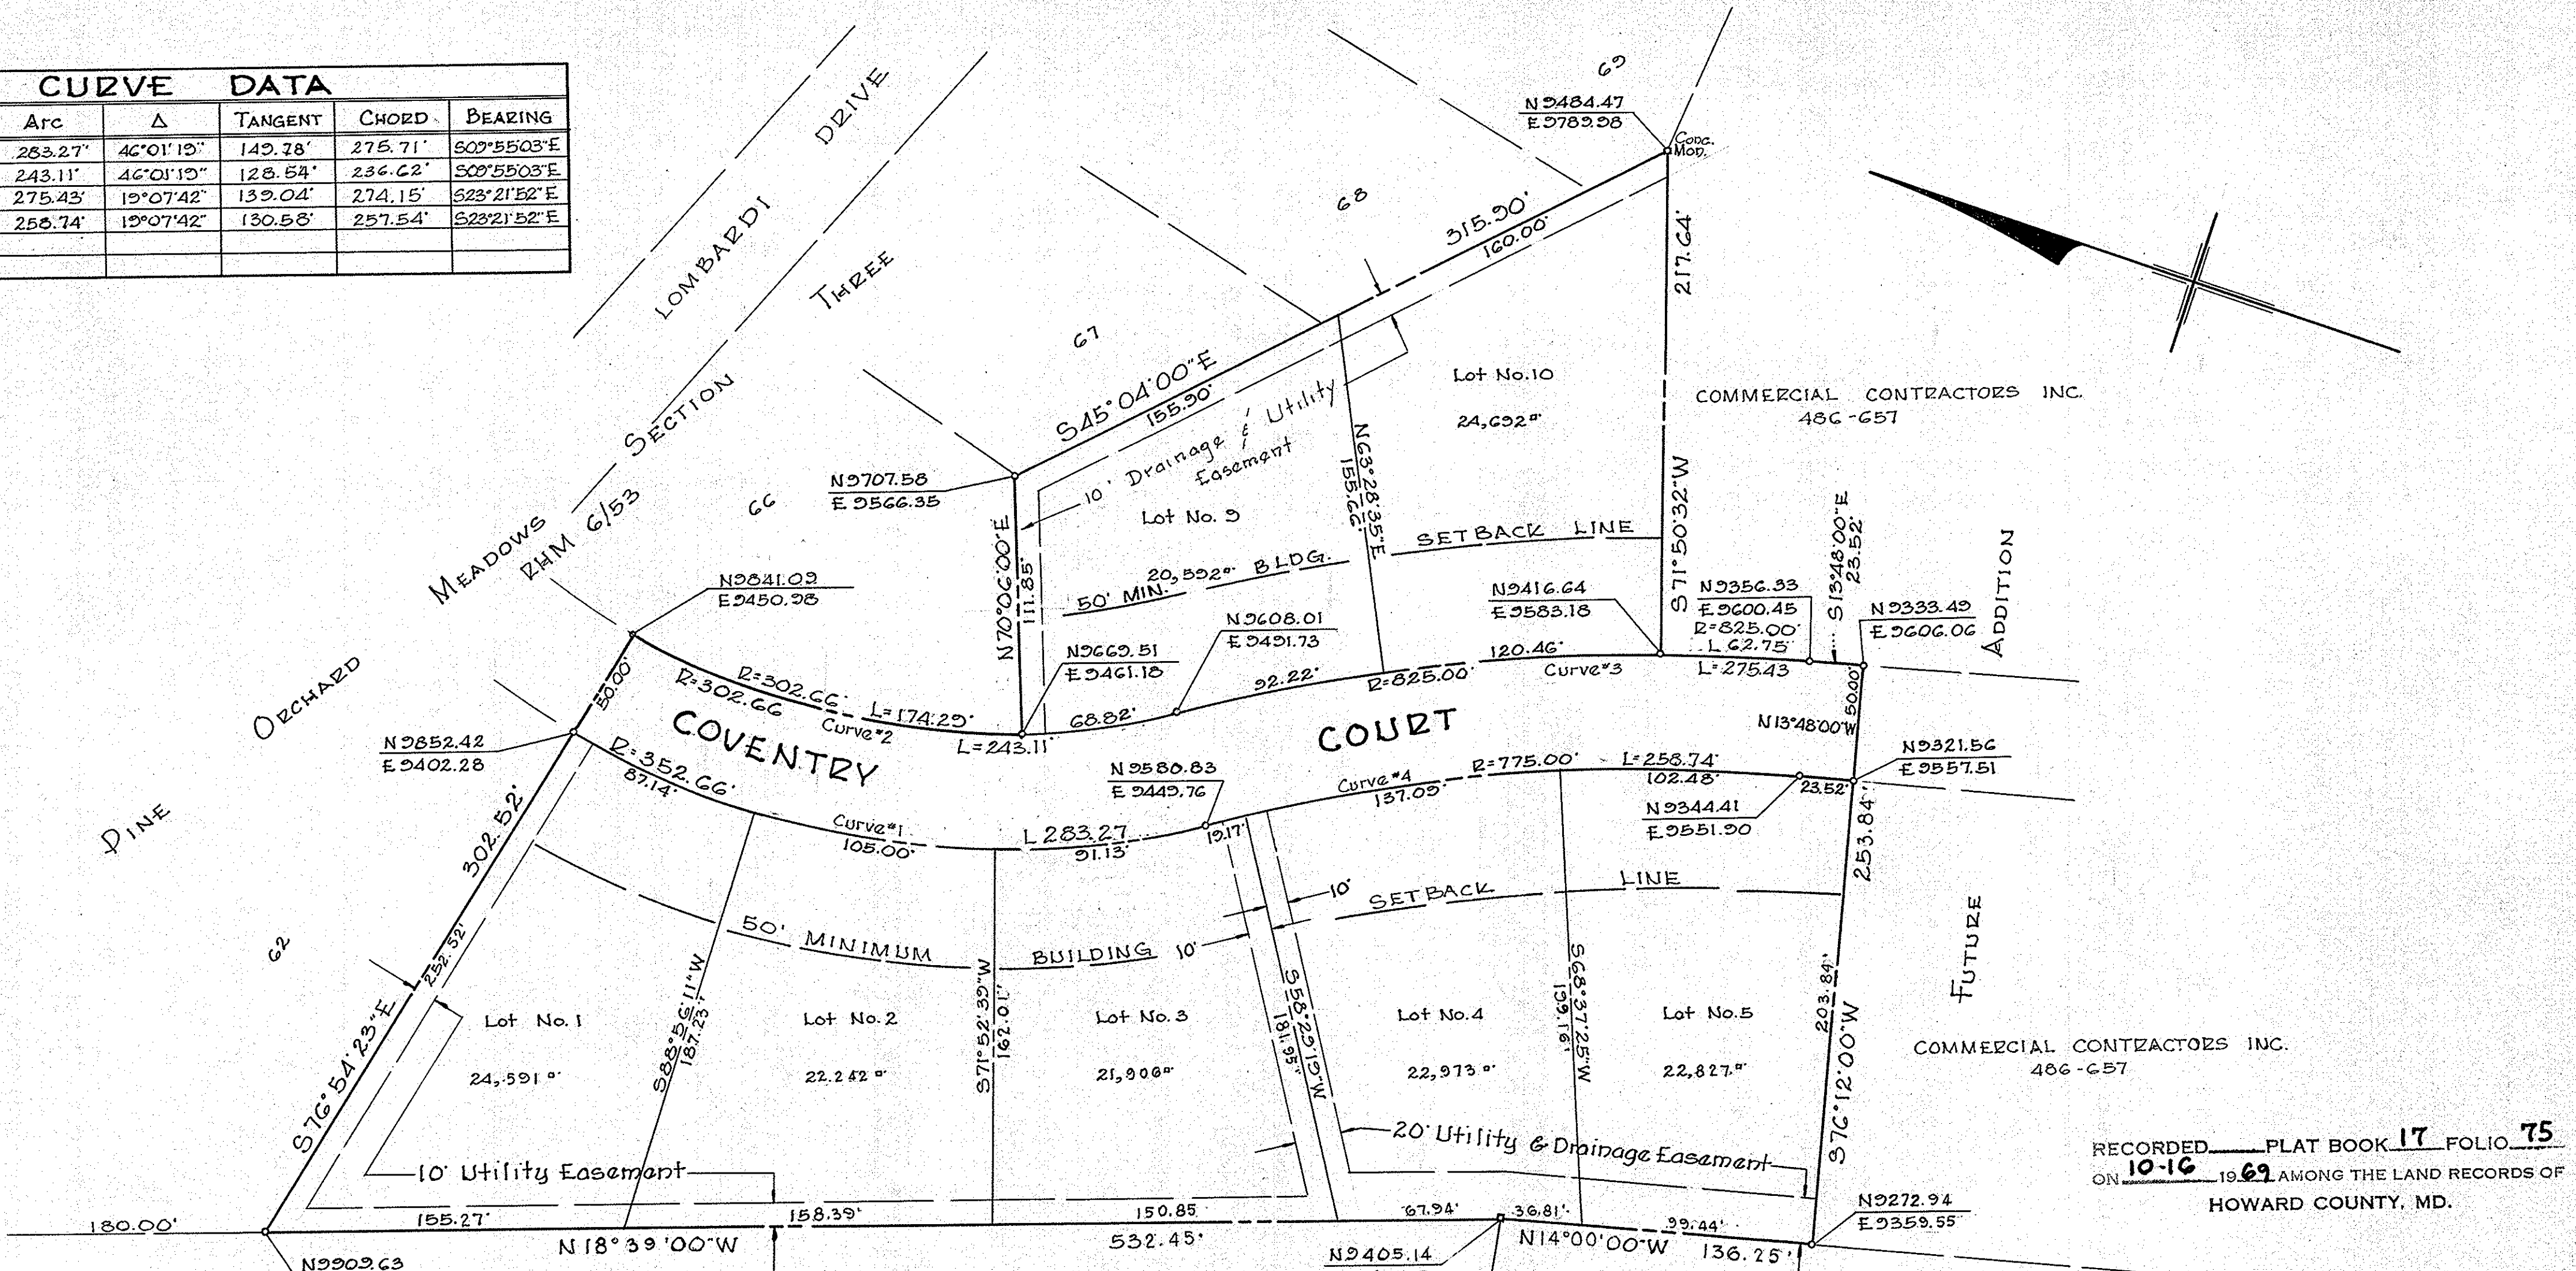 CURVE DATA
Arc Δ TANGENT CHORD BEARING
283.27' 46°01'19" 149.78' 275.71' S09°55'03"E
243.11' 46°01'19" 128.54' 236.62' S09°55'03"E
275.43' 19°07'42" 139.04' 274.15' S23°21'52"E
258.74' 19°07'42" 130.58' 257.54' S23°21'52"E
LOMBARDI DRIVE
PINE ORCHARD MEADOWS SECTION THREE
RHM 6/53
62
66
67
68
69
N9484.47
E9789.98
Conc.
Mon.
315.90'
160.00'
217.64'
S45°04'00"E
155.90'
10' Drainage & Utility
Easement
Lot No.10
24,692
COMMERCIAL CONTRACTORS INC.
486-657
N63°28'35"E
155.66'
N9707.58
E9566.35
Lot No. 9
20,592
N70°06'00"E
111.85'
50' MIN. BLDG. SETBACK LINE
S71°50'32"W
S13°48'00"E
23.52'
FUTURE ADDITION
N9841.09
E9450.98
N9669.51
E9461.18
N9608.01
E9491.73
N9416.64
E9583.18
N9356.33
E9600.45
R=825.00'
L 62.75'
L=275.43
N9333.49
E9606.06
50.00'
R=302.66'
R=302.66
L=174.29'
Curve#2
L=243.11'
68.82'
92.22'
R=825.00'
120.46'
Curve#3
COVENTRY COURT
50.00'
N13°48'00"W
N9852.42
E9402.28
R=352.66'
87.14'
Curve#1
105.00'
L 283.27
91.13'
N9580.83
E9449.76
19.17'
Curve#4
137.09'
R=775.00'
L=258.74'
102.48'
23.52'
N9344.41
E9551.90
N9321.56
E9557.51
302.52'
252.52'
S76°54'23"E
253.84'
203.84'
S76°12'00"W
50' MINIMUM BUILDING SETBACK LINE
10'
10'
S88°56'11"W
187.23'
S71°52'39"W
162.01'
S58°29'19"W
181.95'
S68°37'25"W
159.16'
Lot No.1
24,591
Lot No.2
22.242
Lot No.3
21,906
Lot No.4
22,973
Lot No.5
22,827
COMMERCIAL CONTRACTORS INC.
486-657
10' Utility Easement
20' Utility & Drainage Easement
180.00'
155.27'
158.39'
150.85
67.94'
36.81'
99.44'
N18°39'00"W
532.45'
N14°00'00"W
136.25'
N9909.63
N9405.14
N9272.94
E9359.55
RECORDED PLAT BOOK 17 FOLIO 75
ON 10-16 1969 AMONG THE LAND RECORDS OF
HOWARD COUNTY, MD.